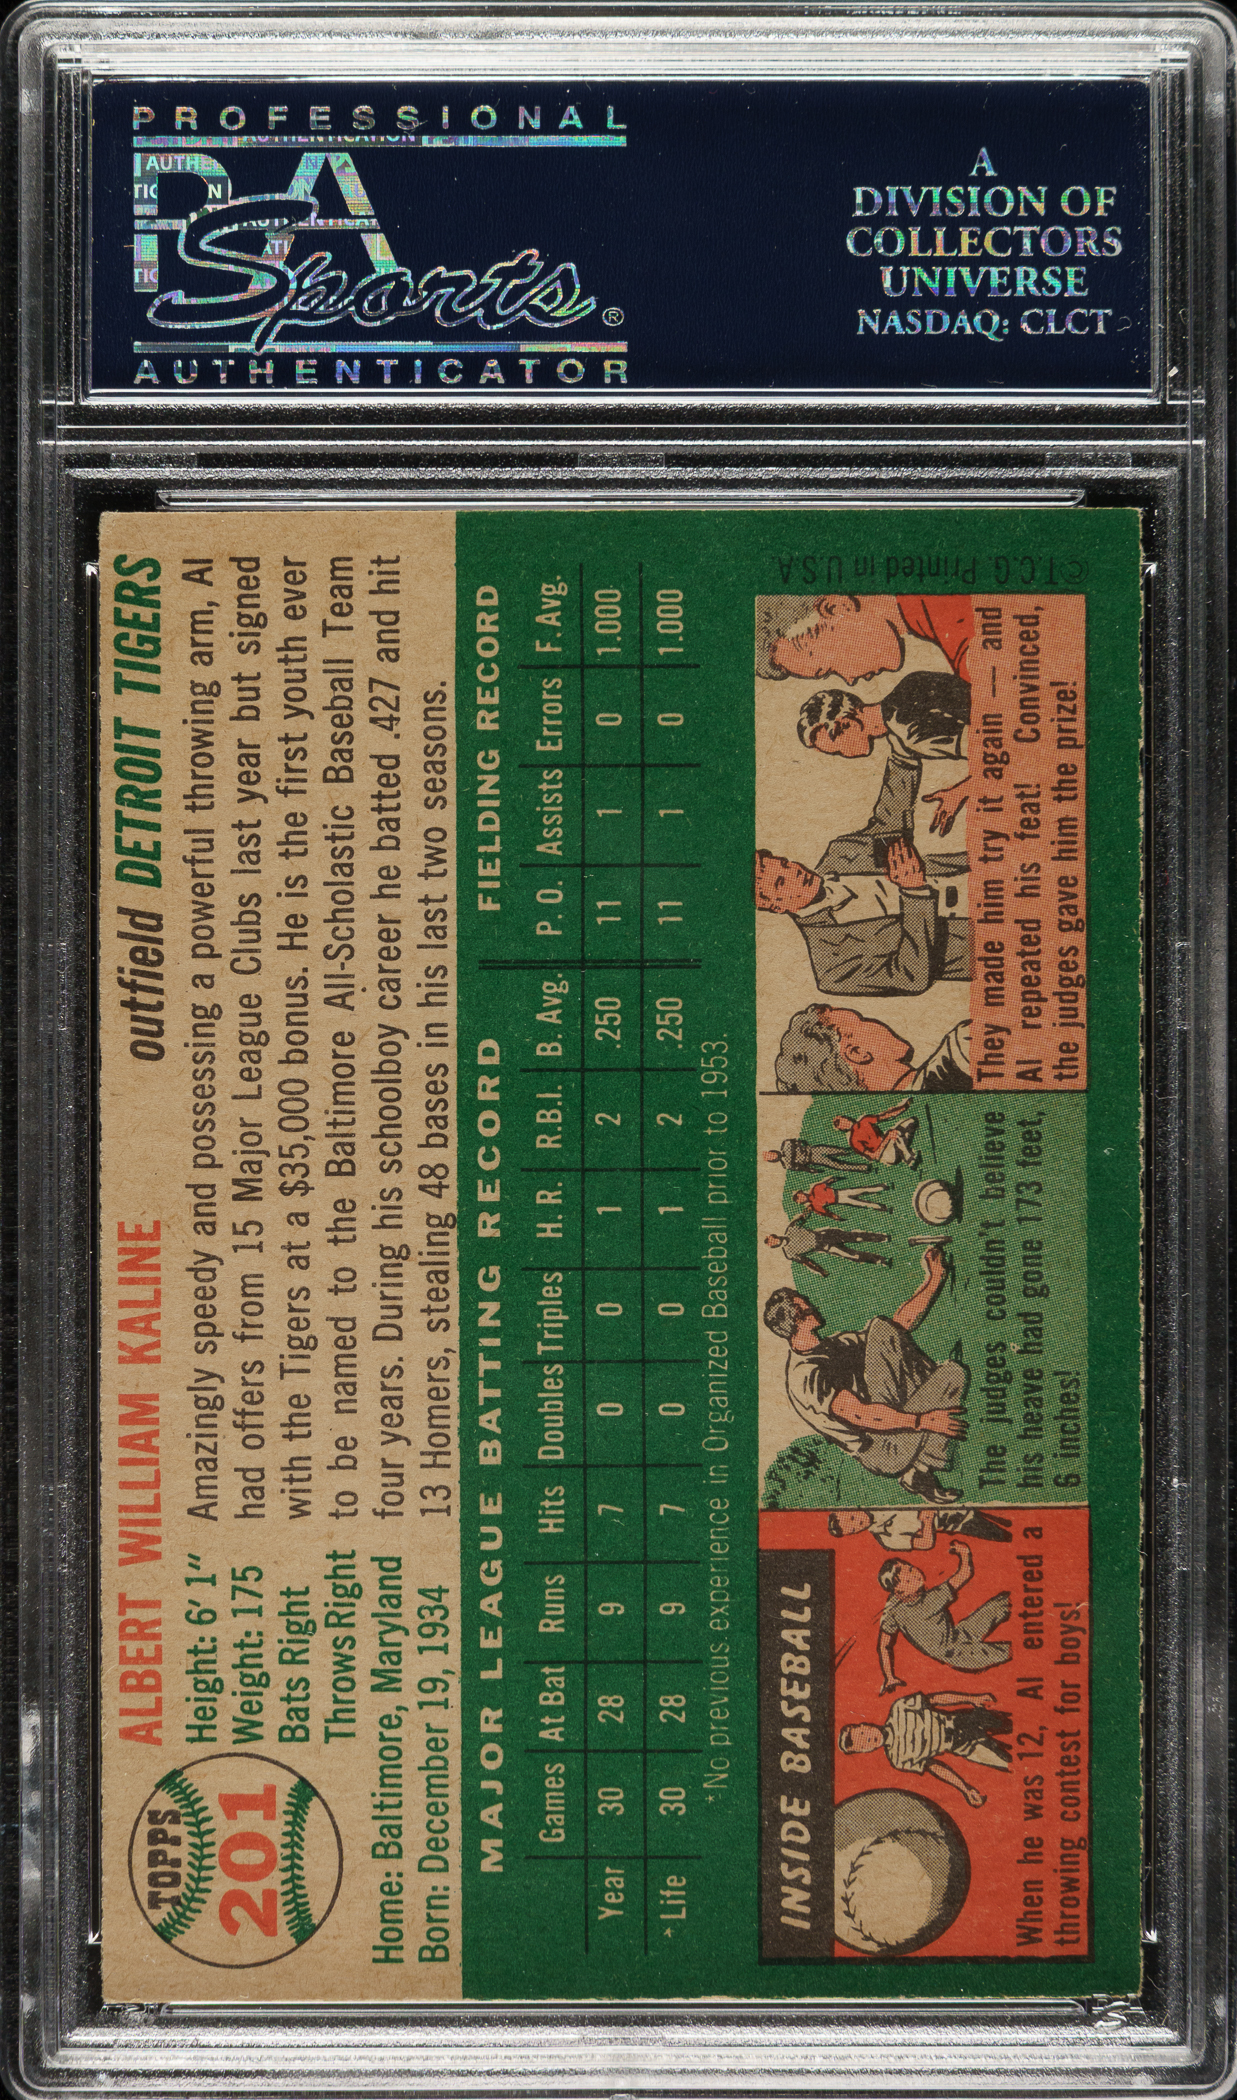 PROFESSIONAL
PSA
Sports®
AUTHENTICATOR
A
DIVISION OF
COLLECTORS
UNIVERSE
NASDAQ: CLCT
TOPPS
201
ALBERT WILLIAM KALINE
outfield DETROIT TIGERS
Height: 6' 1"
Weight: 175
Bats Right
Throws Right
Home: Baltimore, Maryland
Born: December 19, 1934
Amazingly speedy and possessing a powerful throwing arm, Al
had offers from 15 Major League Clubs last year but signed
with the Tigers at a $35,000 bonus. He is the first youth ever
to be named to the Baltimore All-Scholastic Baseball Team
four years. During his schoolboy career he batted .427 and hit
13 Homers, stealing 48 bases in his last two seasons.
MAJOR LEAGUE BATTING RECORD FIELDING RECORD
Games At Bat Runs Hits Doubles Triples H. R. R.B.I. B. Avg. P. O. Assists Errors F. Avg.
Year 30 28 9 7 0 0 1 2 .250 11 1 0 1.000
*Life 30 28 9 7 0 0 1 2 .250 11 1 0 1.000
*No previous experience in Organized Baseball prior to 1953.
INSIDE BASEBALL
When he was 12, Al entered a
throwing contest for boys!
The judges couldn't believe
his heave had gone 173 feet,
6 inches!
They made him try it again — and
Al repeated his feat! Convinced,
the judges gave him the prize!
©T.C.G. Printed in U.S.A.